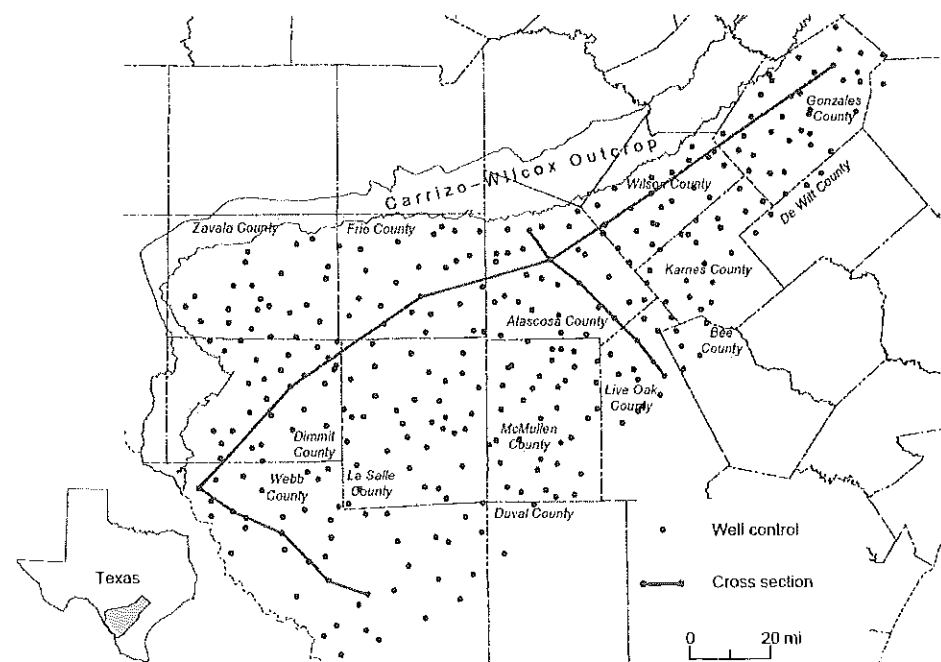 Gonzales
County
Carrizo-Wilcox Outcrop
Wilson County
De Witt County
Zavala County
Frio County
Karnes County
Atascosa County
Bee
County
Live Oak
County
Dimmit
County
McMullen
County
Webb
County
La Salle
County
Duval County
Well control
Texas
Cross section
0 20 mi